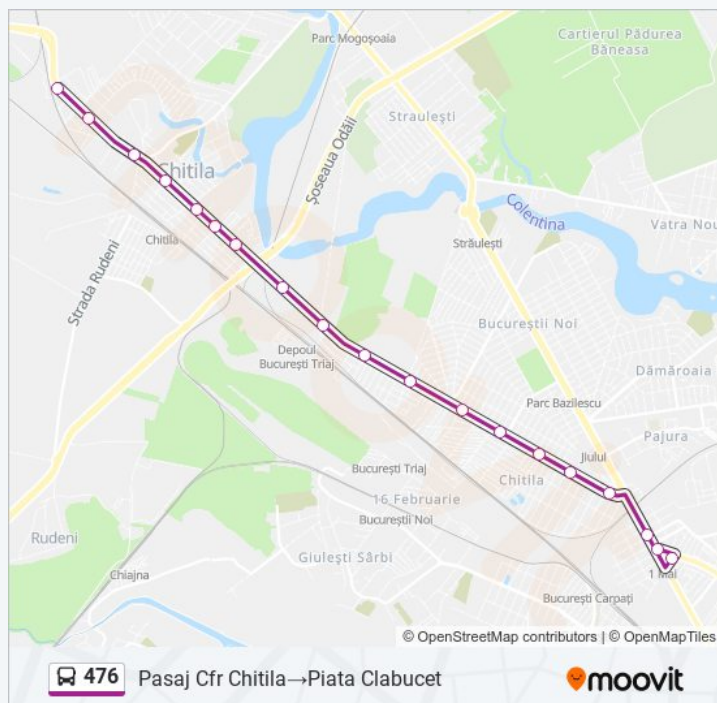 Cartierul Pădurea
Băneasa
Parc Mogoșoaia
Straulești
Șoseaua Odăii
Chitila
Colentina
Vatra Nou
Chitila
Străulești
Strada Rudeni
Bucureștii Noi
Depoul
București Triaj
Dămăroaia
Parc Bazilescu
Pajura
Jiului
București Triaj
Chitila
16 Februarie
Bucureștii Noi
Rudeni
Giulești Sârbi
Chiajna
1 Mai
București Carpați
© OpenStreetMap contributors | © OpenMapTiles
476 Pasaj Cfr Chitila→Piata Clabucet
moovit